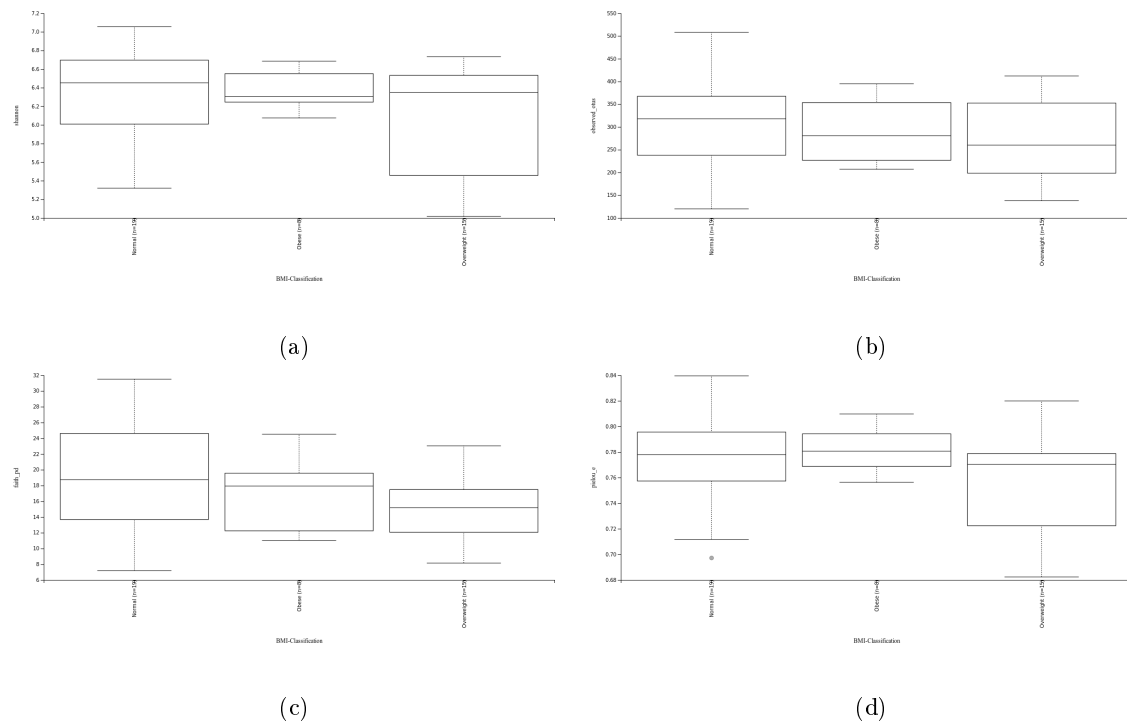 7.2
7.0
6.8
6.6
6.4
6.2
6.0
5.8
5.6
5.4
5.2
5.0
shannon
Normal (n=19)
Obese (n=8)
Overweight (n=15)
BMI-Classification
(a)
550
500
450
400
350
300
250
200
150
100
observed_otus
Normal (n=19)
Obese (n=8)
Overweight (n=15)
BMI-Classification
(b)
32
30
28
26
24
22
20
18
16
14
12
10
8
6
faith_pd
Normal (n=19)
Obese (n=8)
Overweight (n=15)
BMI-Classification
(c)
0.84
0.82
0.80
0.78
0.76
0.74
0.72
0.70
0.68
pielou_e
Normal (n=19)
Obese (n=8)
Overweight (n=15)
BMI-Classification
(d)